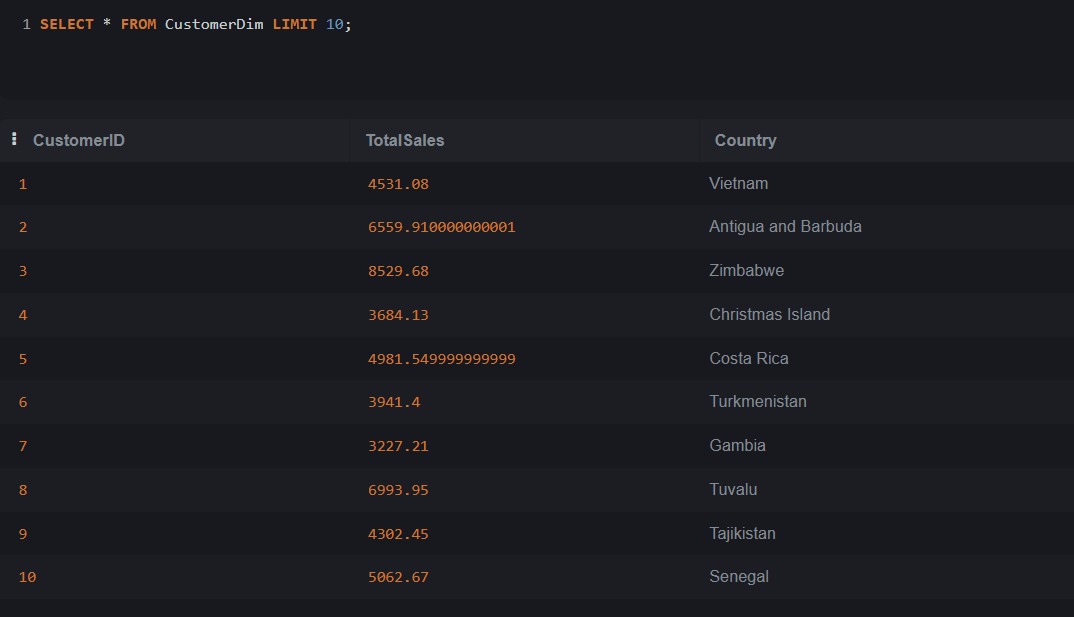 1 SELECT * FROM CustomerDim LIMIT 10;
CustomerID TotalSales Country
1 4531.08 Vietnam
2 6559.910000000001 Antigua and Barbuda
3 8529.68 Zimbabwe
4 3684.13 Christmas Island
5 4981.549999999999 Costa Rica
6 3941.4 Turkmenistan
7 3227.21 Gambia
8 6993.95 Tuvalu
9 4302.45 Tajikistan
10 5062.67 Senegal